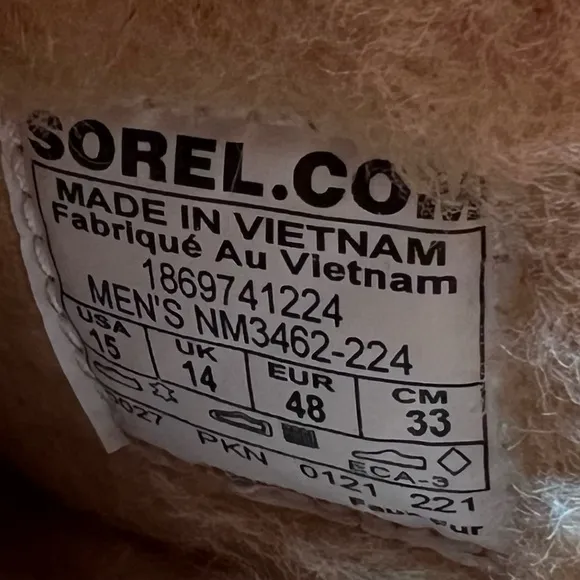 SOREL.COM
MADE IN VIETNAM
Fabriqué Au Vietnam
1869741224
MEN'S NM3462-224
USA UK EUR CM
15 14 48 33
PKN 0121 221
ECA-3